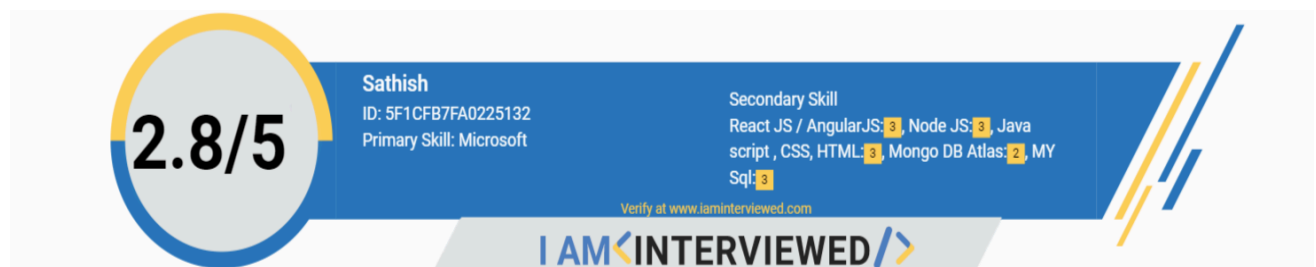 2.8/5
Sathish
ID: 5F1CFB7FA0225132
Primary Skill: Microsoft
Secondary Skill
React JS / AngularJS: 3 , Node JS: 3 , Java
script , CSS, HTML: 3 , Mongo DB Atlas: 2 , MY
Sql: 3
Verify at www.iaminterviewed.com
I AM<INTERVIEWED/>